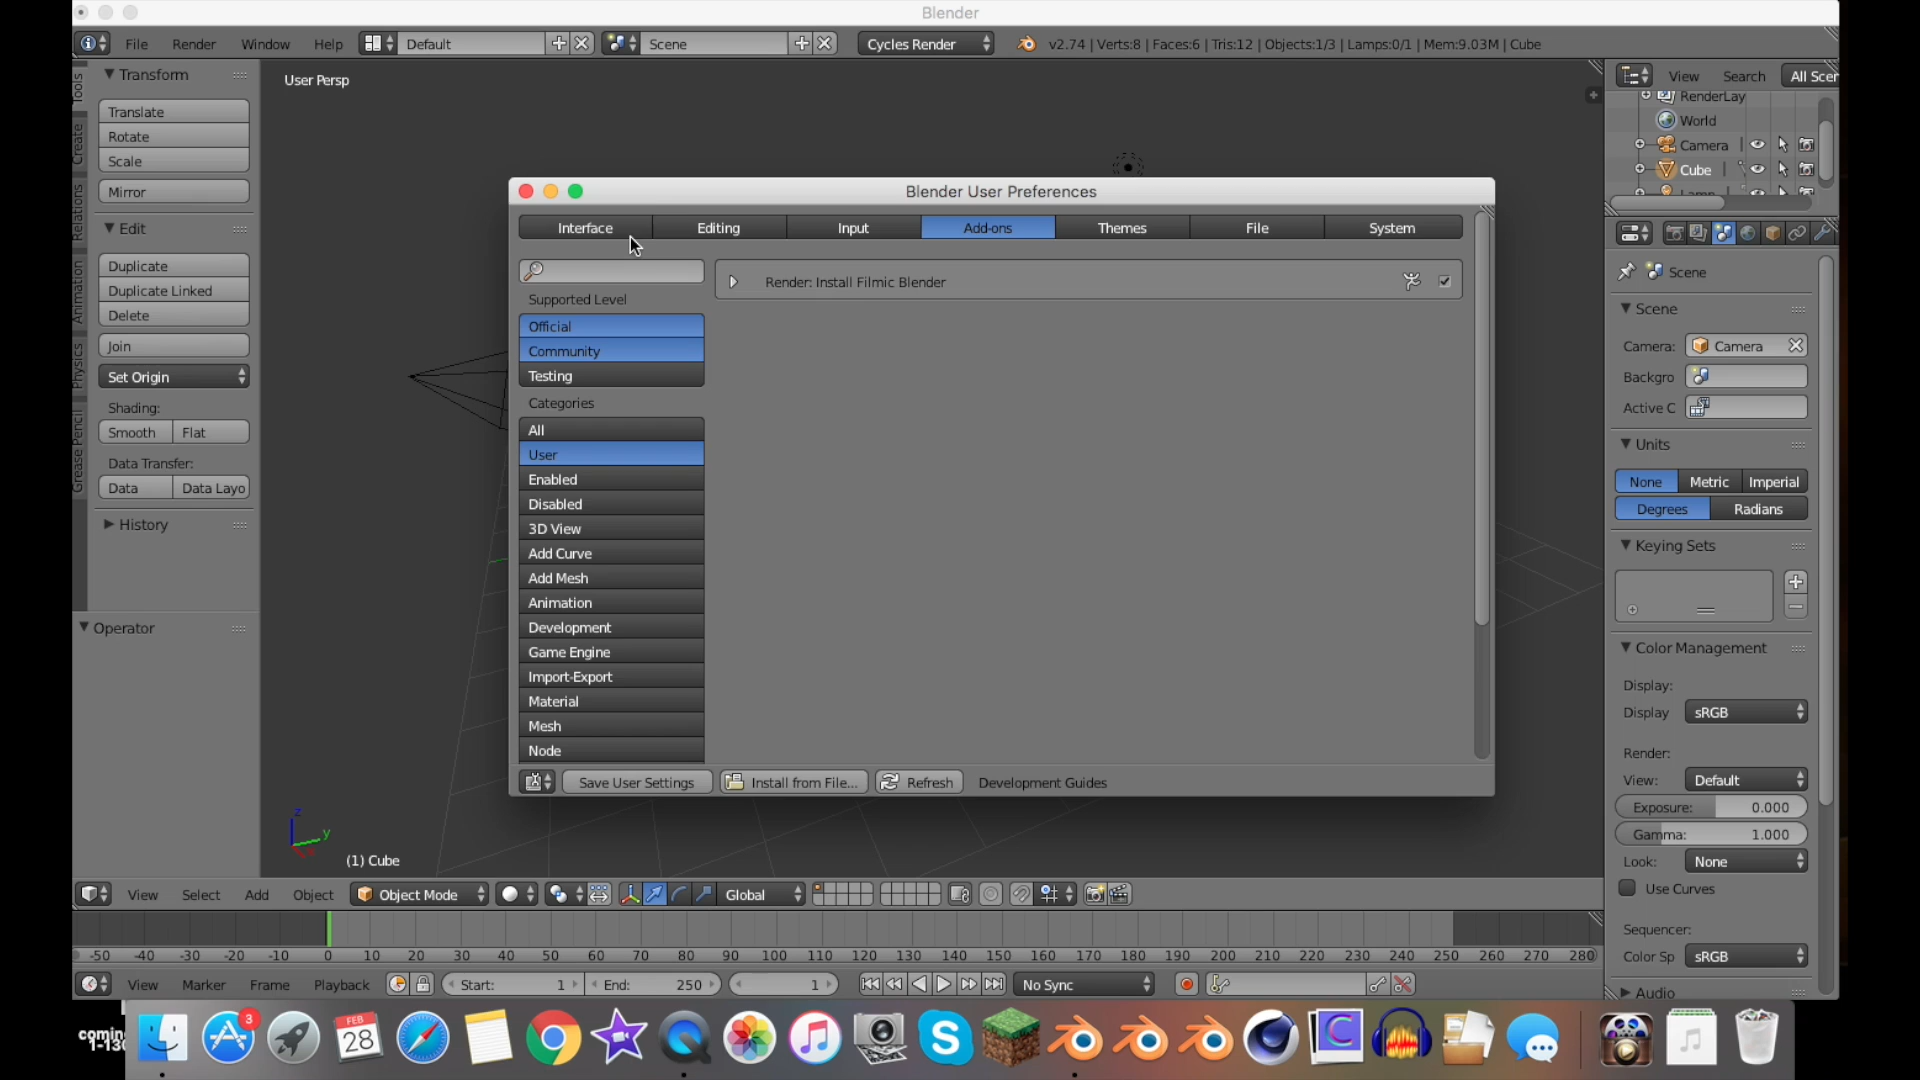 Blender
File Render Window Help Default Scene Cycles Render v2.74 | Verts:8 | Faces:6 | Tris:12 | Objects:1/3 | Lamps:0/1 | Mem:9.03M | Cube
Tools
Create
Relations
Animation
Physics
Grease Pencil
Transform
Translate
Rotate
Scale
Mirror
Edit
Duplicate
Duplicate Linked
Delete
Join
Set Origin
Shading:
Smooth Flat
Data Transfer:
Data Data Layo
History
Operator
User Persp
Blender User Preferences
Interface Editing Input Add-ons Themes File System
Supported Level
Official
Community
Testing
Categories
All
User
Enabled
Disabled
3D View
Add Curve
Add Mesh
Animation
Development
Game Engine
Import-Export
Material
Mesh
Node
Render: Install Filmic Blender
Save User Settings Install from File... Refresh Development Guides
z
y
(1) Cube
View Search All Scer
RenderLay
World
Camera
Cube
Lamp
Scene
Scene
Camera: Camera
Backgro
Active C
Units
None Metric Imperial
Degrees Radians
Keying Sets
Color Management
Display:
Display sRGB
Render:
View: Default
Exposure: 0.000
Gamma: 1.000
Look: None
Use Curves
Sequencer:
Color Sp sRGB
Audio
View Select Add Object Object Mode Global
-50 -40 -30 -20 -10 0 10 20 30 40 50 60 70 80 90 100 110 120 130 140 150 160 170 180 190 200 210 220 230 240 250 260 270 280
View Marker Frame Playback Start: 1 End: 250 1 No Sync
3
FEB
28